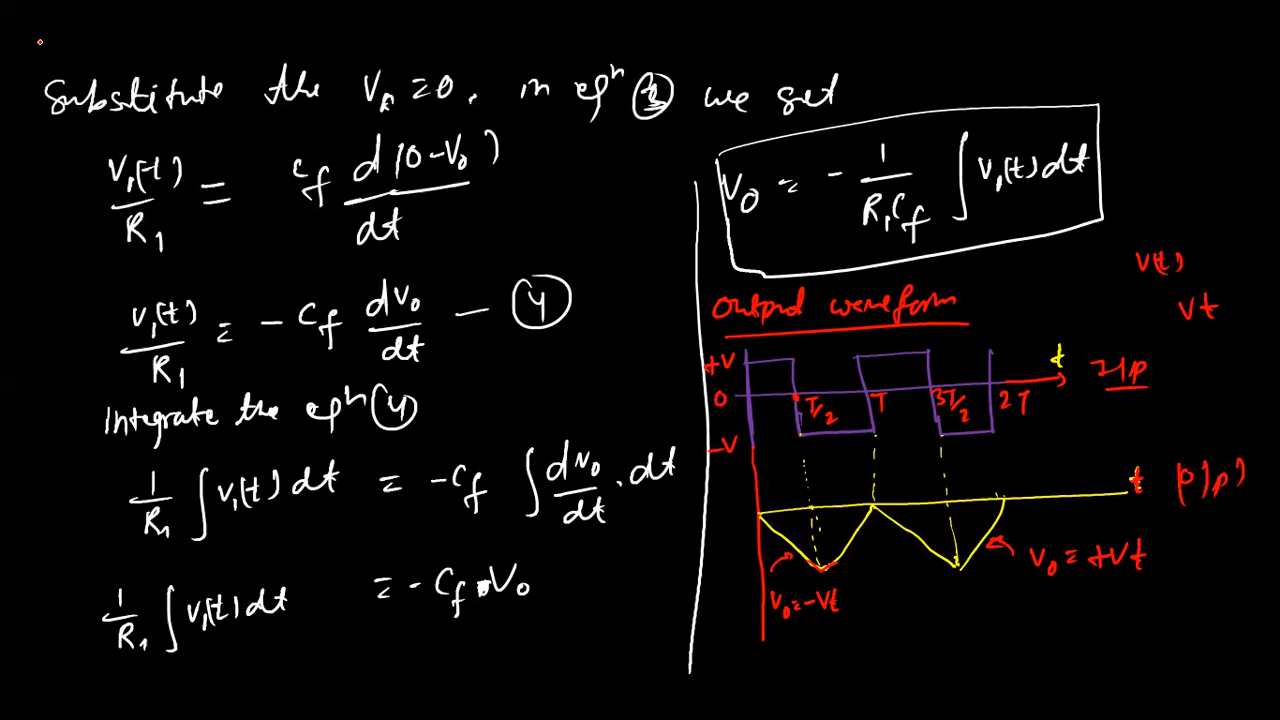 Substitute the V_A = 0, in eqn (2) we get
V₁(t)/R₁ = C_f d(0 - V₀)/dt
V₁(t)/R₁ = - C_f dV₀/dt — (4)
Integrate the eqn (4)
1/R₁ ∫ V₁(t) dt = -C_f ∫ dV₀/dt . dt
1/R₁ ∫ V₁(t) dt = - C_f . V₀
V₀ = - 1/(R₁C_f) ∫ V₁(t) dt
V(t)
Vt
Output waveform
+V
t
I/p
0
T/2
T
3T/2
2T
-V
t
O/p
V₀ = +Vt
V₀ = -Vt